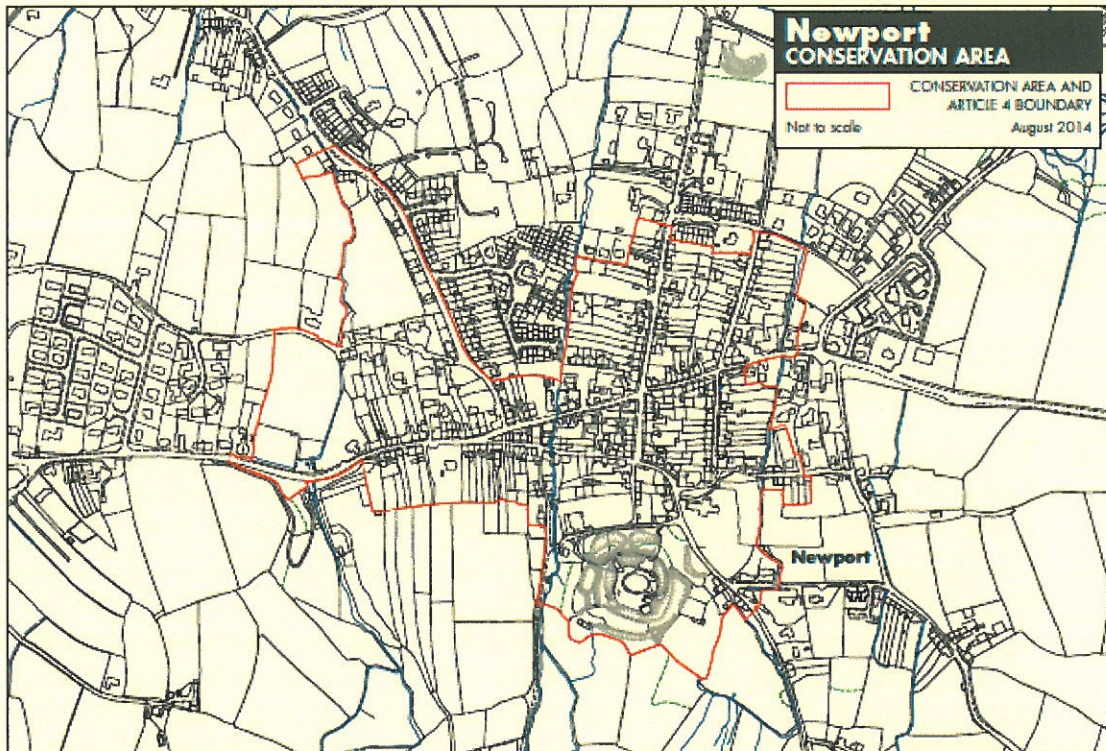 Newport
CONSERVATION AREA
CONSERVATION AREA AND
ARTICLE 4 BOUNDARY
Not to scale
August 2014
Newport